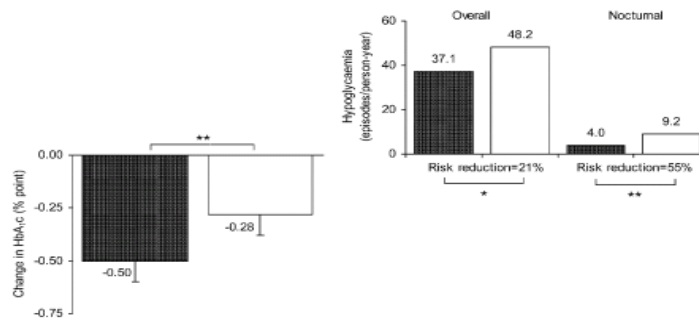 Overall
Nocturnal
60
48.2
37.1
40
20
9.2
4.0
0
Hypoglycaemia
(episodes/person-year)
Risk reduction=21%
Risk reduction=55%
*
**
**
0.00
-0.25
-0.28
-0.50
-0.50
-0.75
Change in HbA₁c (% point)